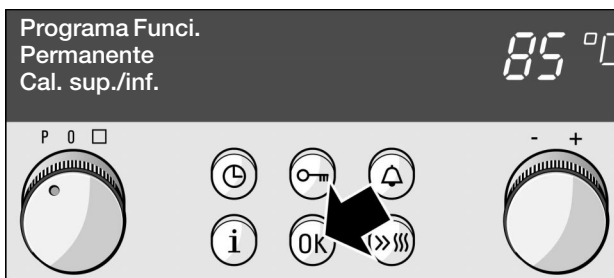 Programa Funci.
Permanente
Cal. sup./inf.
85 °C
P 0 □
- +
i
OK